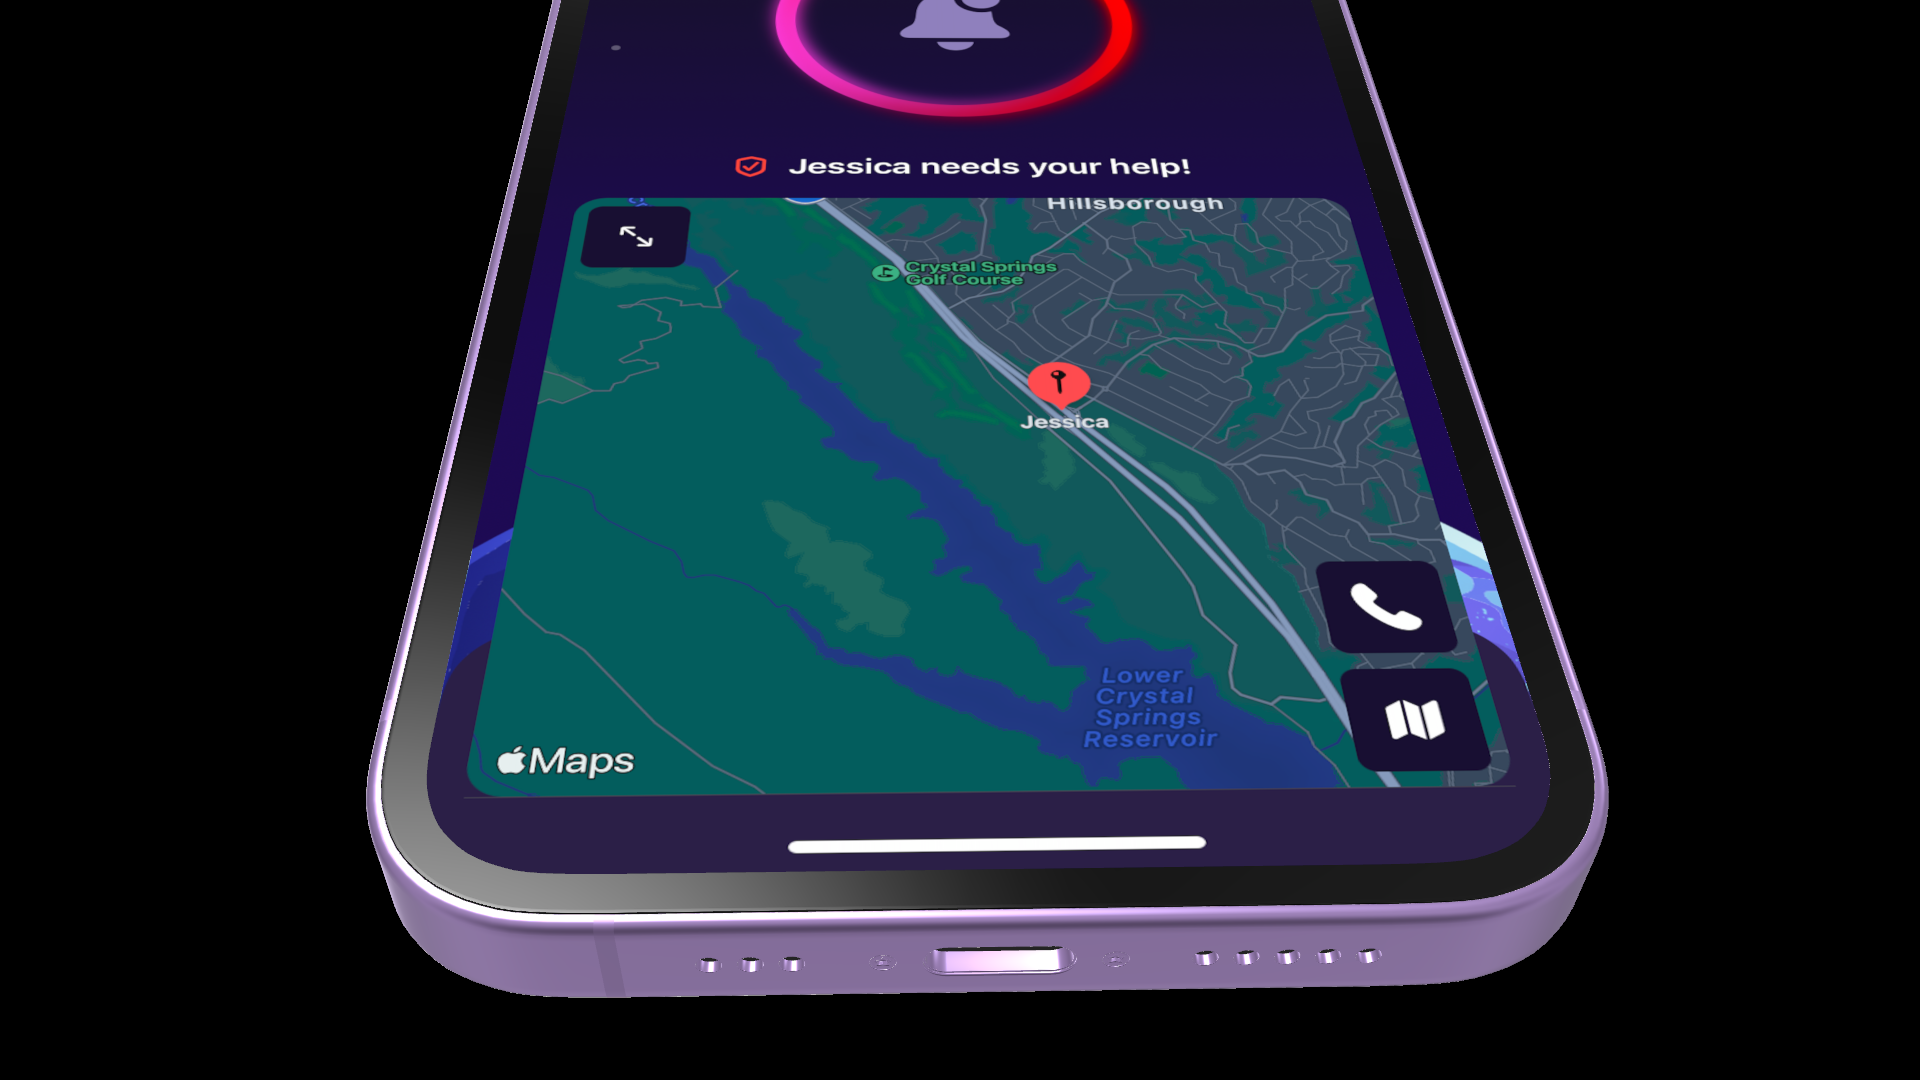 Jessica needs your help!
Hillsborough
Crystal Springs
Golf Course
Jessica
Lower
Crystal
Springs
Reservoir
Maps